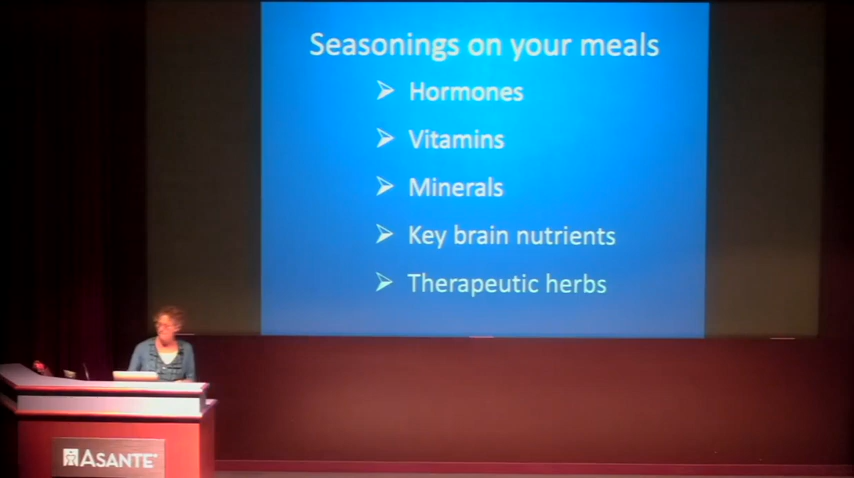 Seasonings on your meals
➢ Hormones
➢ Vitamins
➢ Minerals
➢ Key brain nutrients
➢ Therapeutic herbs
ASANTE